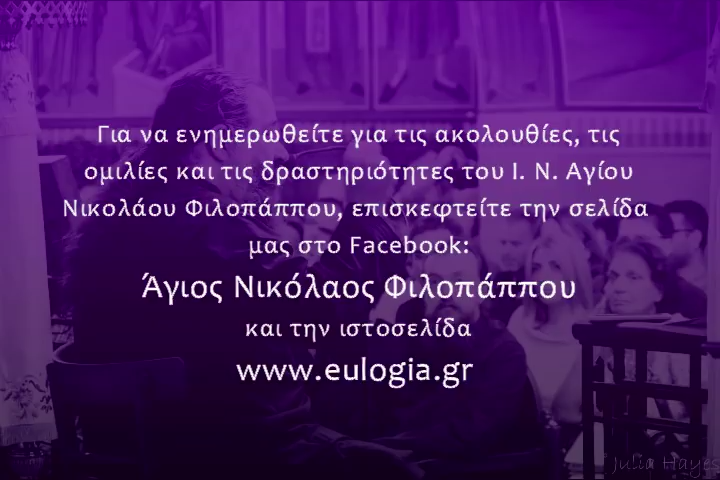 Για να ενημερωθείτε για τις ακολουθίες, τις
ομιλίες και τις δραστηριότητες του Ι. Ν. Αγίου
Νικολάου Φιλοπάππου, επισκεφτείτε την σελίδα
μας στο Facebook:
Άγιος Νικόλαος Φιλοπάππου
και την ιστοσελίδα
www.eulogia.gr
Julia Hayes